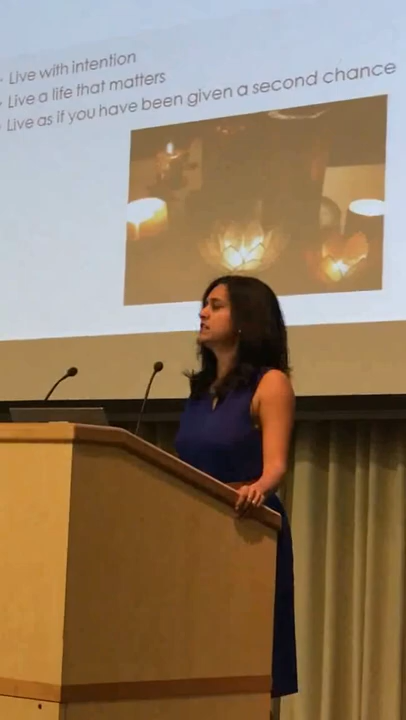 Live with intention
Live a life that matters
Live as if you have been given a second chance